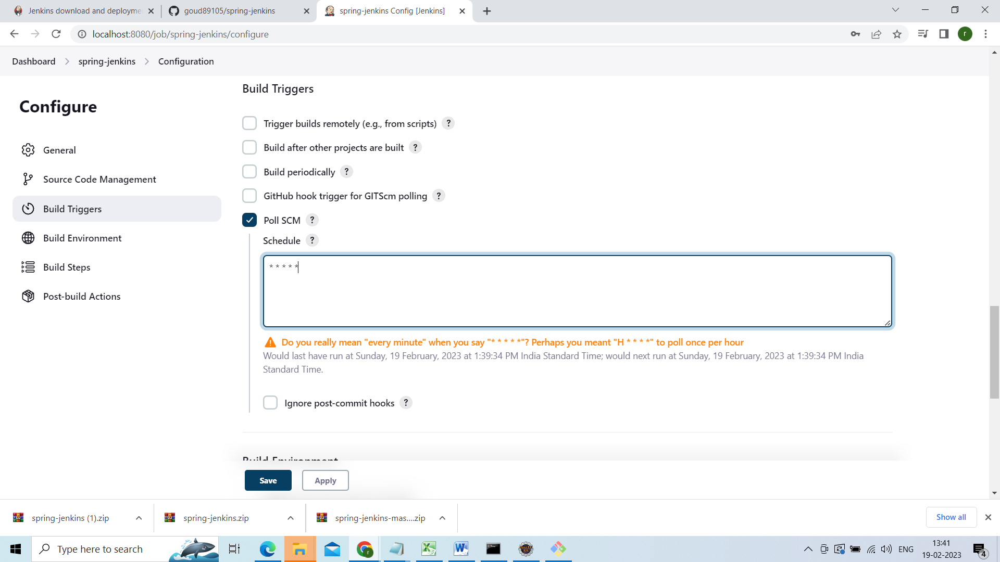 Jenkins download and deployme
goud89105/spring-jenkins
spring-jenkins Config [Jenkins]
localhost:8080/job/spring-jenkins/configure
r
Dashboard
spring-jenkins
Configuration
Configure
General
Source Code Management
Build Triggers
Build Environment
Build Steps
Post-build Actions
Build Triggers
Trigger builds remotely (e.g., from scripts) ?
Build after other projects are built ?
Build periodically ?
GitHub hook trigger for GITScm polling ?
Poll SCM ?
Schedule ?
* * * * *
Do you really mean "every minute" when you say "* * * * *"? Perhaps you meant "H * * * *" to poll once per hour
Would last have run at Sunday, 19 February, 2023 at 1:39:34 PM India Standard Time; would next run at Sunday, 19 February, 2023 at 1:39:34 PM India
Standard Time.
Ignore post-commit hooks ?
Build Environment
Save
Apply
spring-jenkins (1).zip
spring-jenkins.zip
spring-jenkins-mas....zip
Show all
Type here to search
ENG
13:41
19-02-2023
4